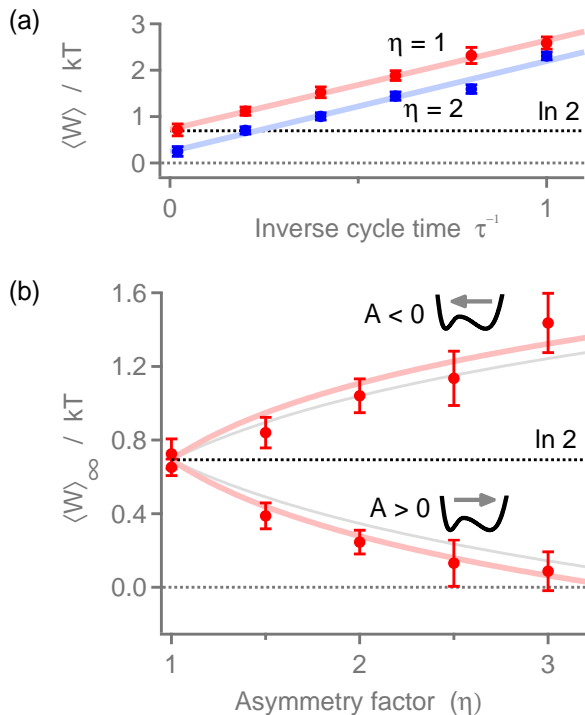 (a)
3
2
1
0
⟨W⟩ / kT
η = 1
η = 2
ln 2
0
1
Inverse cycle time τ⁻¹
(b)
1.6
1.2
0.8
0.4
0.0
⟨W⟩∞ / kT
A < 0
ln 2
A > 0
1
2
3
Asymmetry factor (η)